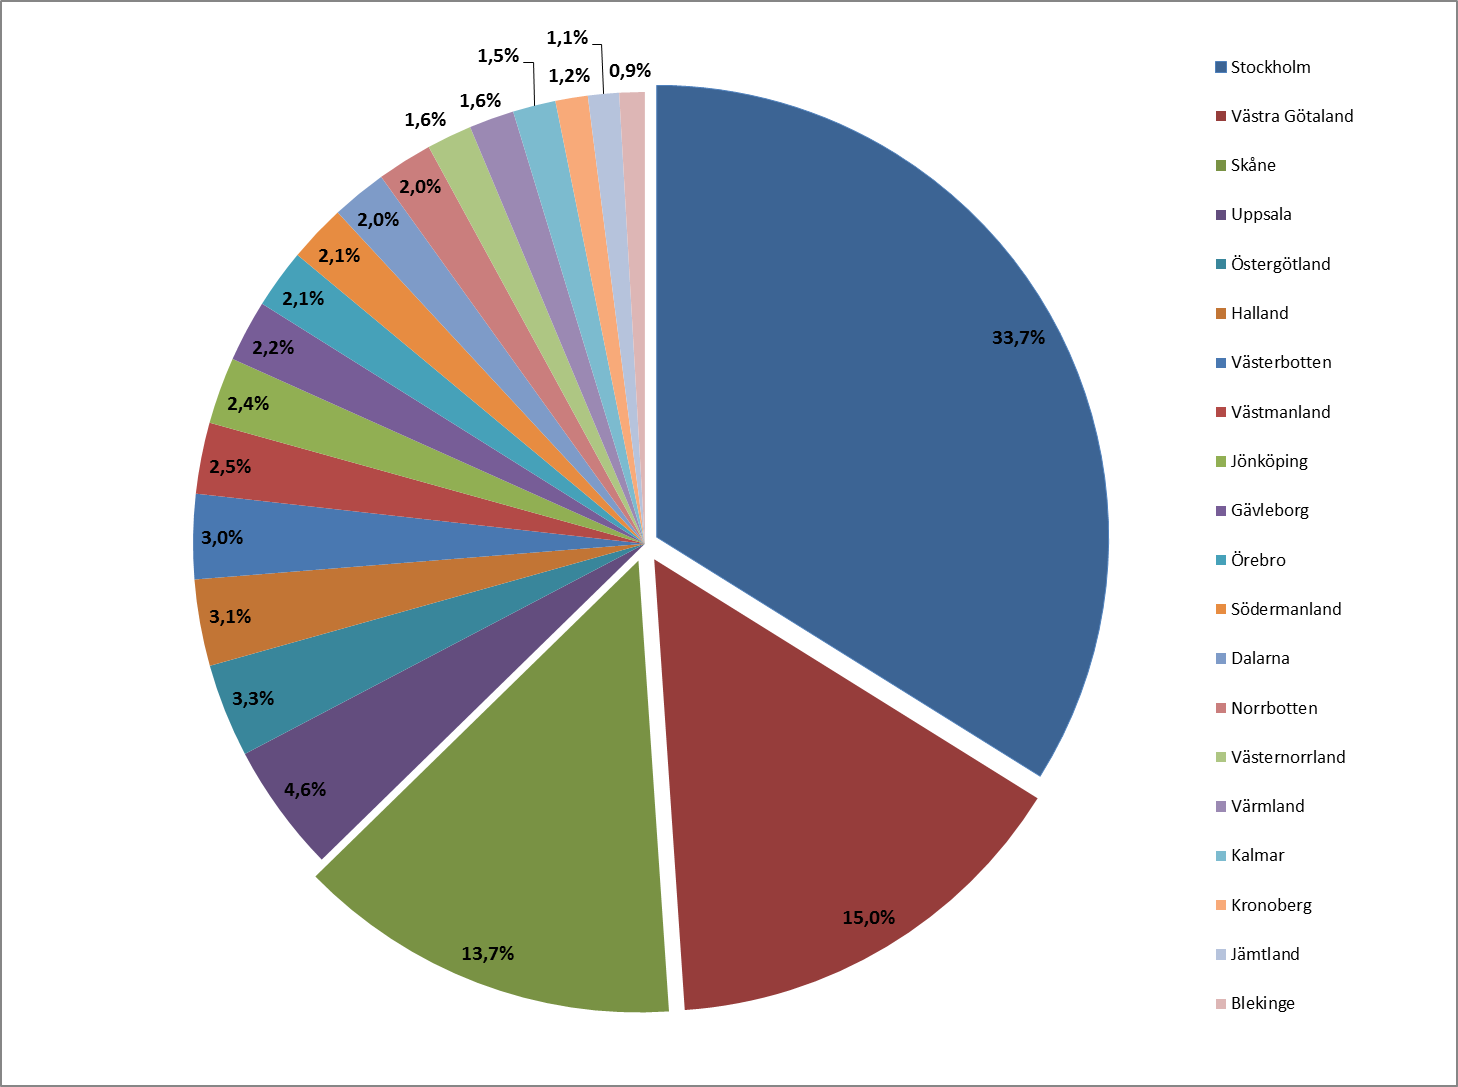 1,1%
1,5%
0,9%
1,2%
1,6%
1,6%
2,0%
2,0%
2,1%
2,1%
2,2%
2,4%
2,5%
3,0%
3,1%
3,3%
4,6%
13,7%
15,0%
33,7%
Stockholm
Västra Götaland
Skåne
Uppsala
Östergötland
Halland
Västerbotten
Västmanland
Jönköping
Gävleborg
Örebro
Södermanland
Dalarna
Norrbotten
Västernorrland
Värmland
Kalmar
Kronoberg
Jämtland
Blekinge